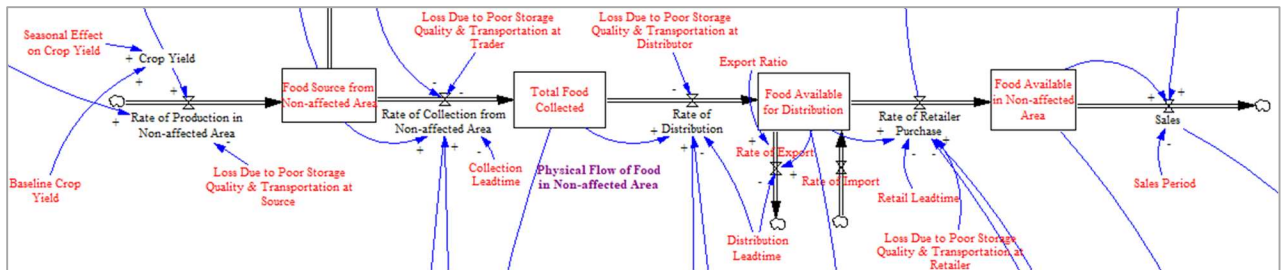 Seasonal Effect
on Crop Yield
Crop Yield
Food Source from
Non-affected Area
Rate of Production in
Non-affected Area
Baseline Crop
Yield
Loss Due to Poor Storage
Quality & Transportation at
Source
Loss Due to Poor Storage
Quality & Transportation at
Trader
Rate of Collection from
Non-affected Area
Collection
Leadtime
Total Food
Collected
Physical Flow of Food
in Non-affected Area
Loss Due to Poor Storage
Quality & Transportation at
Distributor
Rate of
Distribution
Export Ratio
Food Available
for Distribution
Rate of Export
Rate of Import
Distribution
Leadtime
Rate of Retailer
Purchase
Retail Leadtime
Loss Due to Poor Storage
Quality & Transportation at
Retailer
Food Available
in Non-affected
Area
Sales
Sales Period